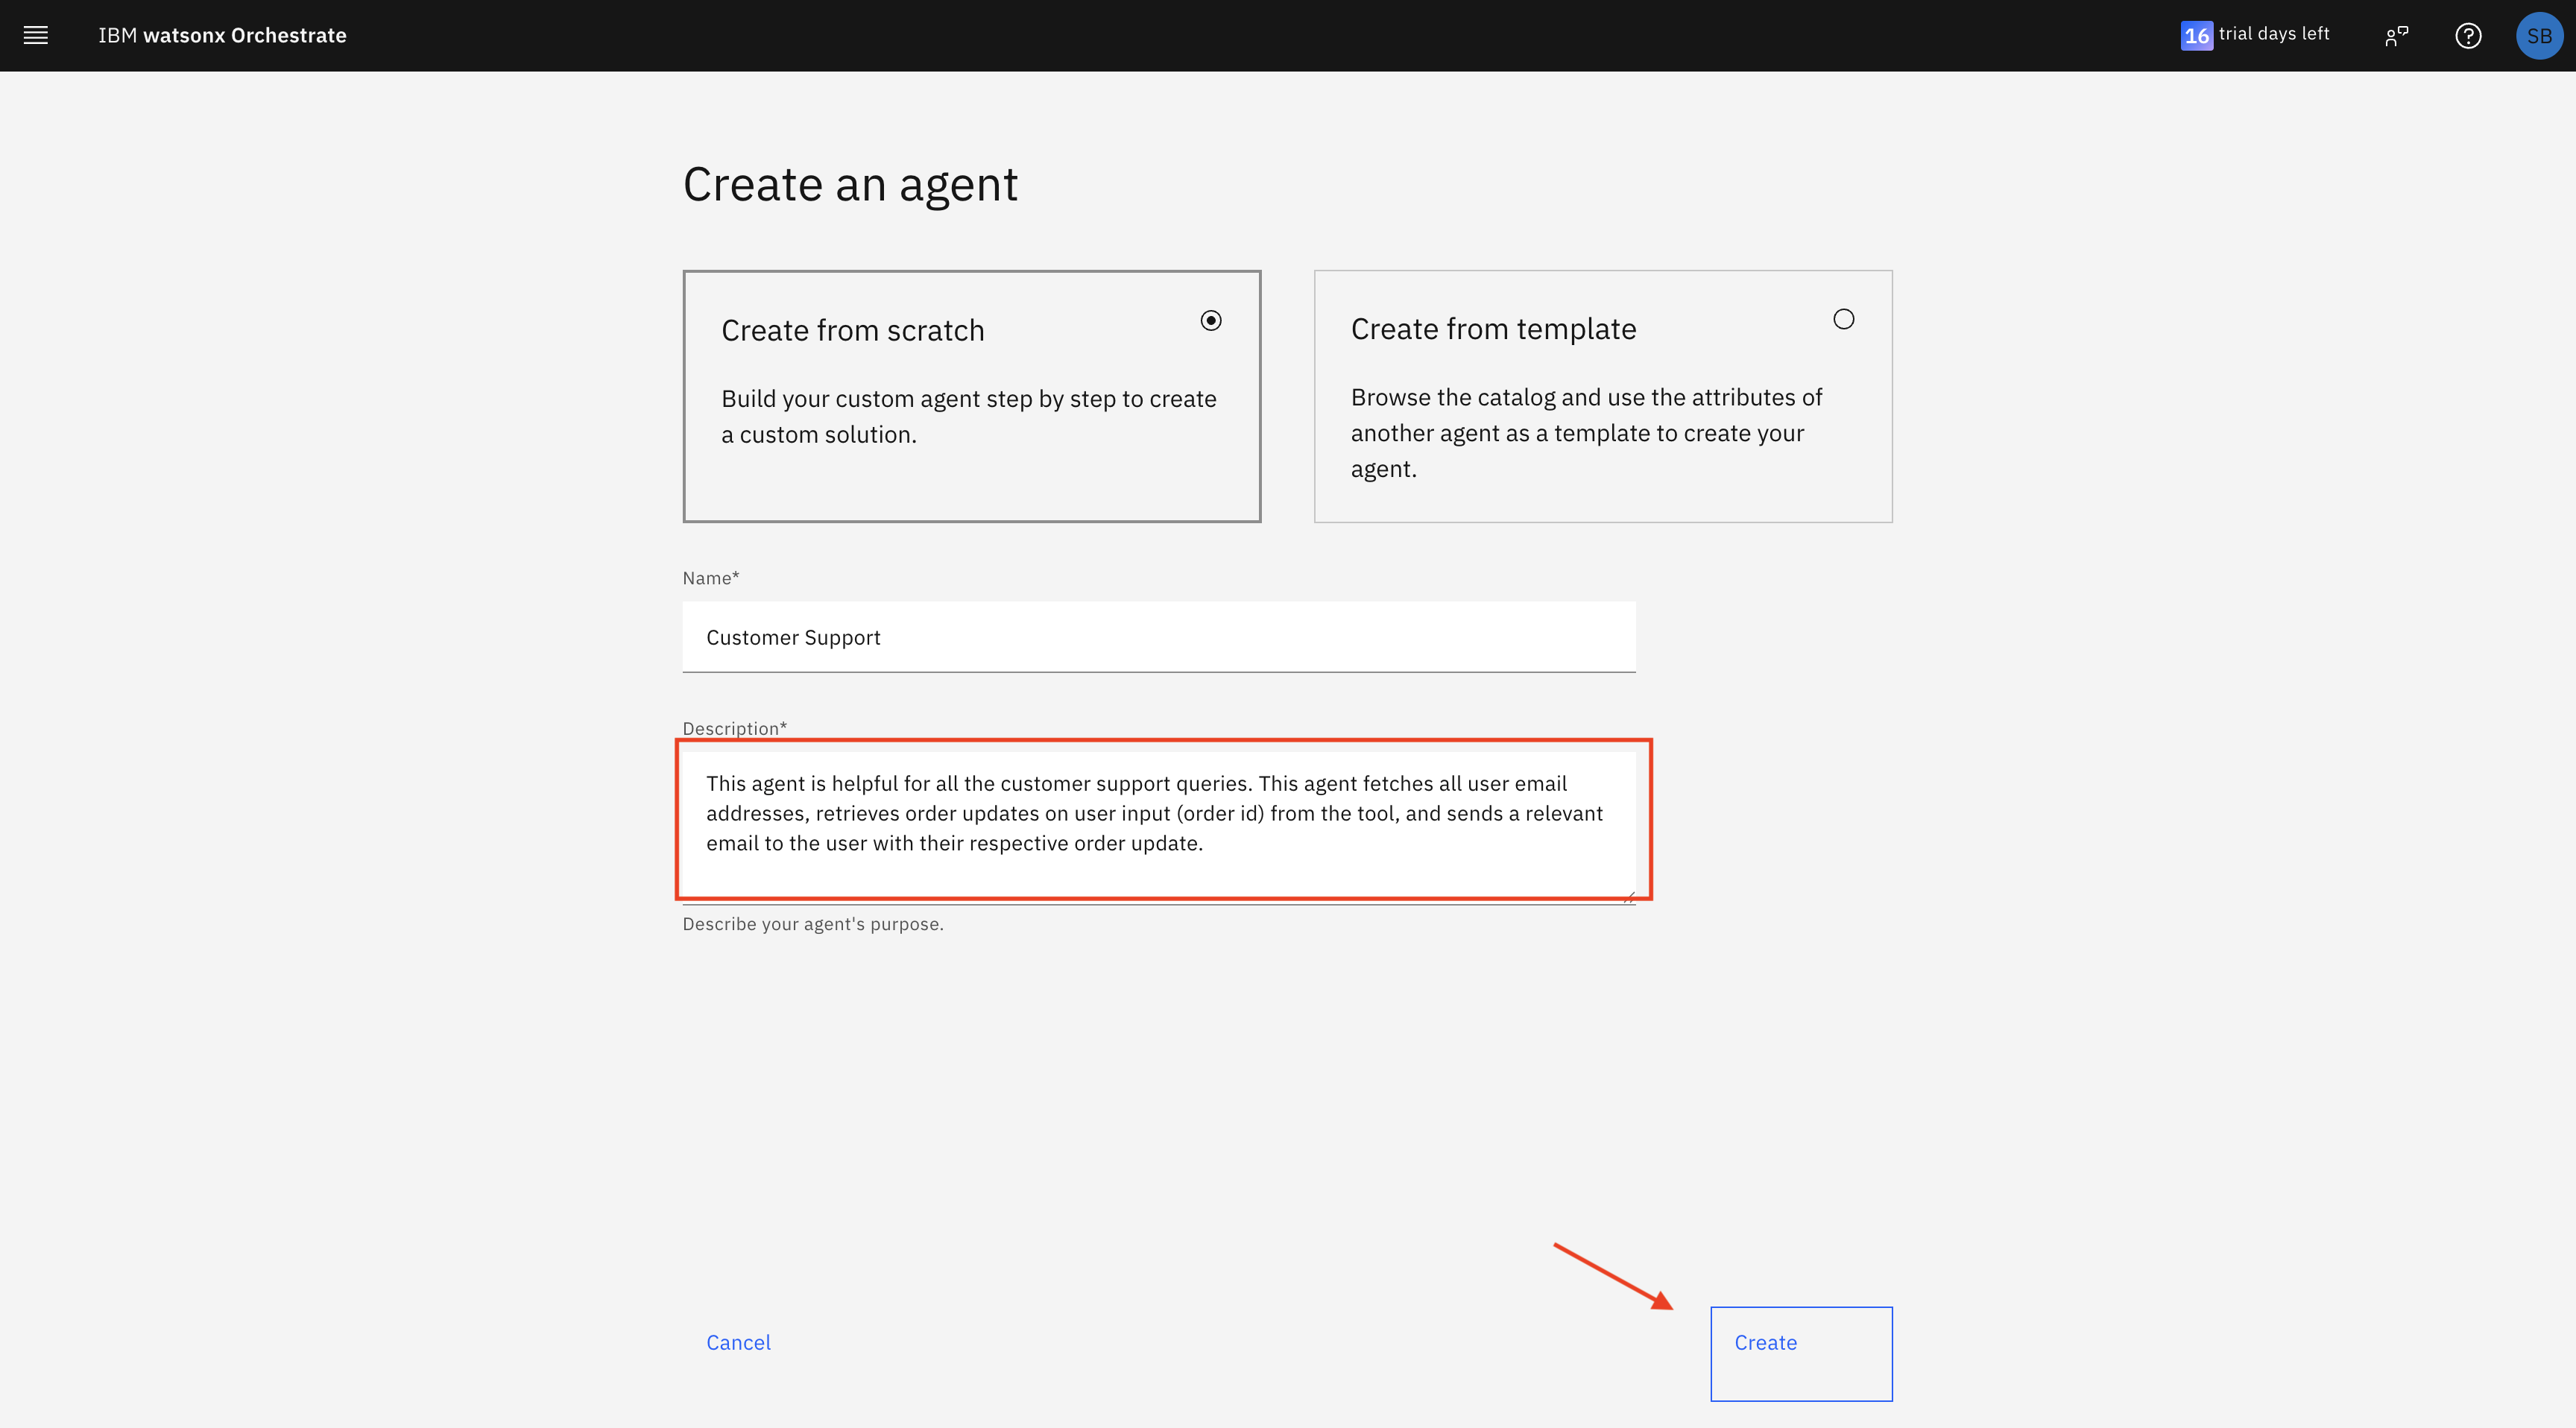 IBM watsonx Orchestrate
16 trial days left
SB
Create an agent
Create from scratch
Build your custom agent step by step to create
a custom solution.
Create from template
Browse the catalog and use the attributes of
another agent as a template to create your
agent.
Name*
Customer Support
Description*
This agent is helpful for all the customer support queries. This agent fetches all user email
addresses, retrieves order updates on user input (order id) from the tool, and sends a relevant
email to the user with their respective order update.
Describe your agent's purpose.
Cancel
Create